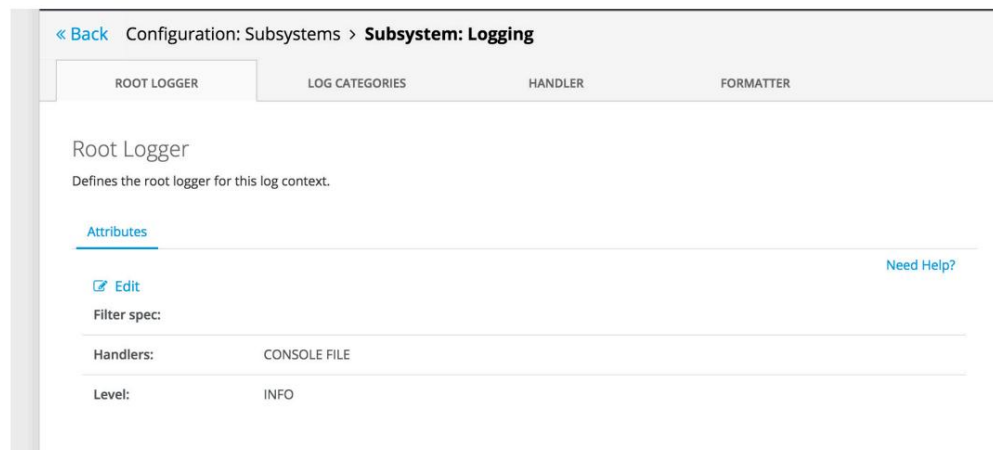 « Back Configuration: Subsystems > Subsystem: Logging
ROOT LOGGER LOG CATEGORIES HANDLER FORMATTER
Root Logger
Defines the root logger for this log context.
Attributes
Need Help?
Edit
Filter spec:
Handlers: CONSOLE FILE
Level: INFO